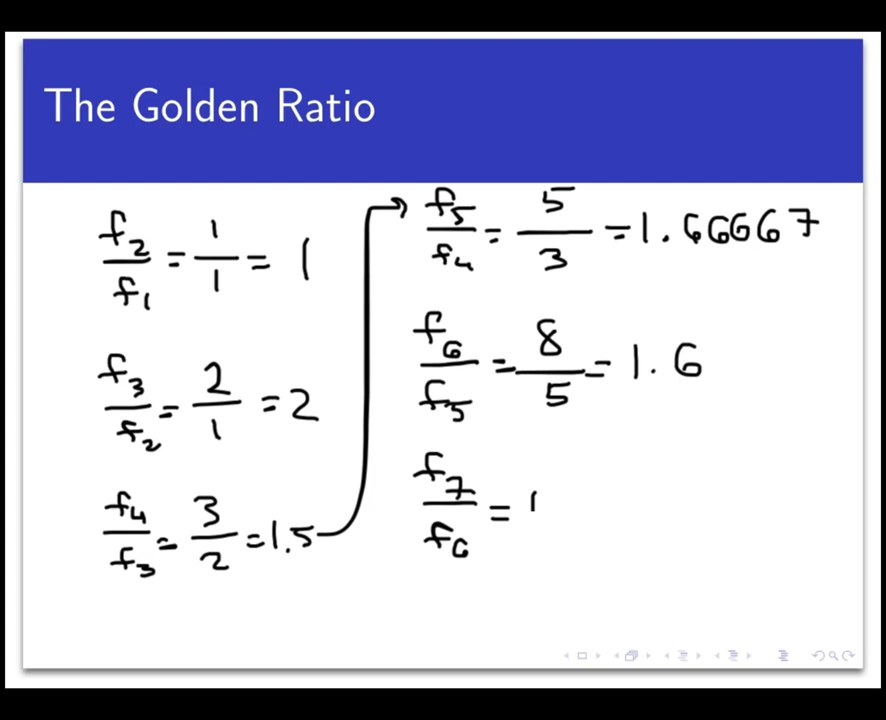 The Golden Ratio
f₂/f₁ = 1/1 = 1
f₃/f₂ = 2/1 = 2
f₄/f₃ = 3/2 = 1.5
f₅/f₄ = 5/3 = 1.66667
f₆/f₅ = 8/5 = 1.6
f₇/f₆ = 1